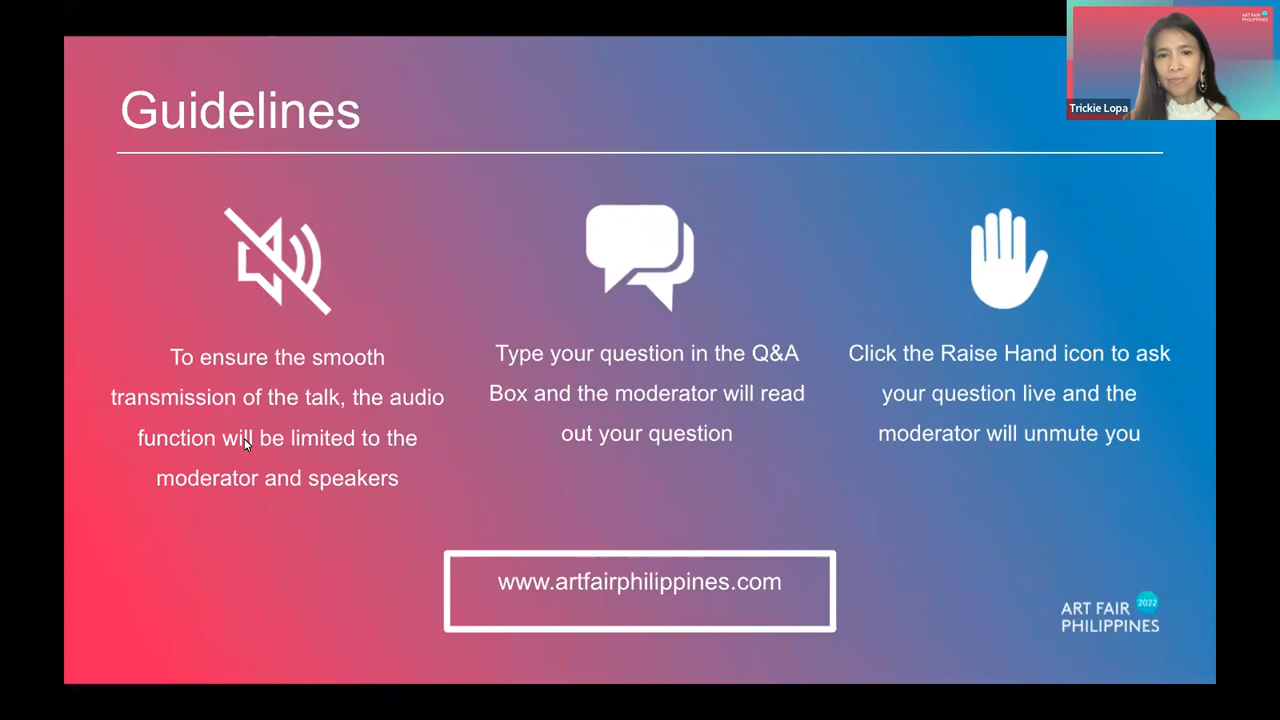 ART FAIR
PHILIPPINES
Trickie Lopa
Guidelines
To ensure the smooth
transmission of the talk, the audio
function will be limited to the
moderator and speakers
Type your question in the Q&A
Box and the moderator will read
out your question
Click the Raise Hand icon to ask
your question live and the
moderator will unmute you
www.artfairphilippines.com
ART FAIR 2022
PHILIPPINES